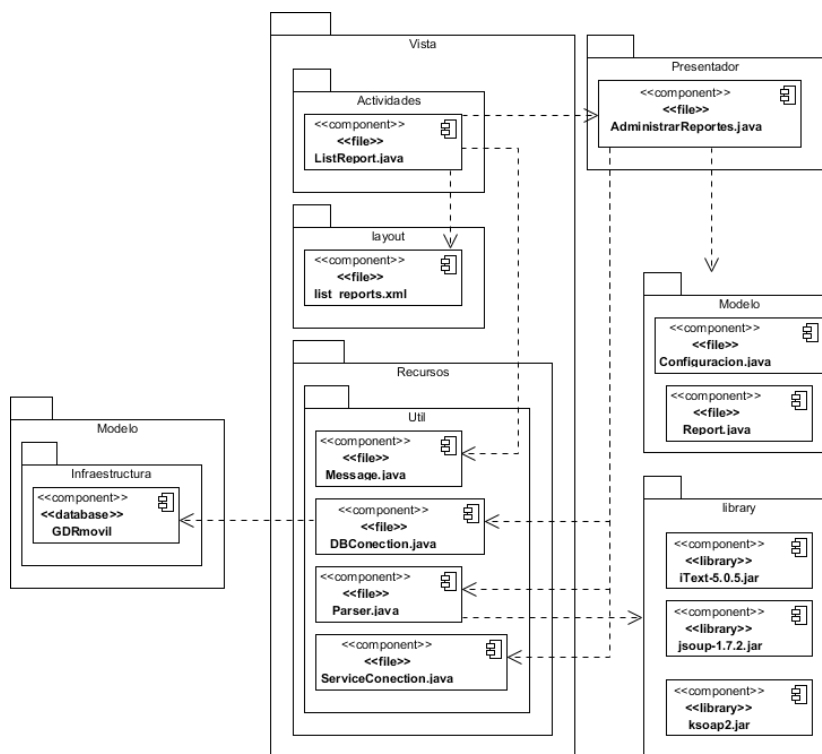 Vista
Actividades
<<component>>
<<file>>
ListReport.java
layout
<<component>>
<<file>>
list_reports.xml
Recursos
Util
<<component>>
<<file>>
Message.java
<<component>>
<<file>>
DBConection.java
<<component>>
<<file>>
Parser.java
<<component>>
<<file>>
ServiceConection.java
Presentador
<<component>>
<<file>>
AdministrarReportes.java
Modelo
<<component>>
<<file>>
Configuracion.java
<<component>>
<<file>>
Report.java
Modelo
Infraestructura
<<component>>
<<database>>
GDRmovil
library
<<component>>
<<library>>
iText-5.0.5.jar
<<component>>
<<library>>
jsoup-1.7.2.jar
<<component>>
<<library>>
ksoap2.jar